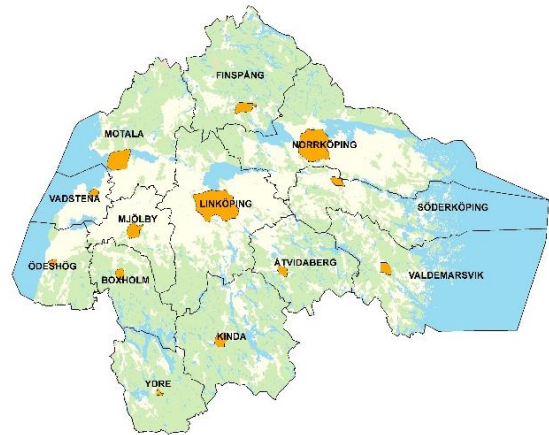 FINSPÅNG
MOTALA
NORRKÖPING
VADSTENA
LINKÖPING
SÖDERKÖPING
MJÖLBY
ÖDESHÖG
ÅTVIDABERG
VALDEMARSVIK
BOXHOLM
KINDA
YDRE